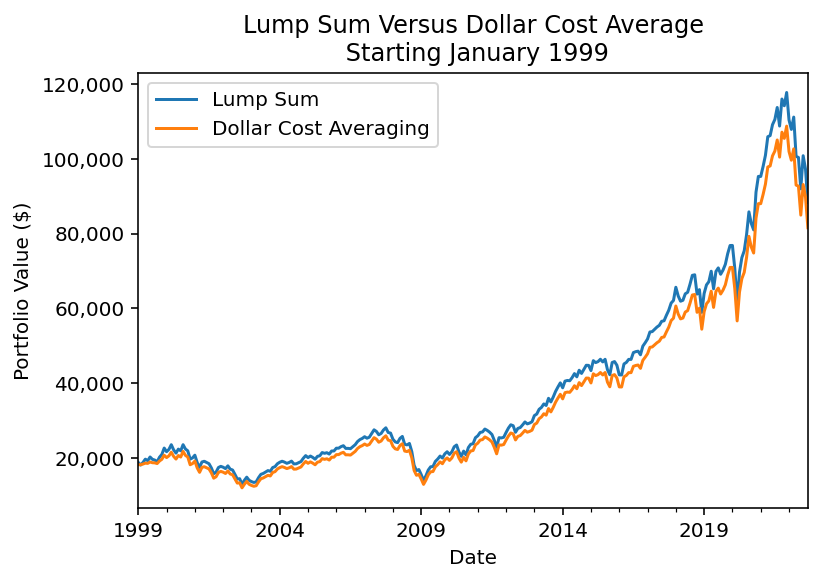 Lump Sum Versus Dollar Cost Average
Starting January 1999
Lump Sum
Dollar Cost Averaging
Portfolio Value ($)
120,000
100,000
80,000
60,000
40,000
20,000
1999
2004
2009
2014
2019
Date